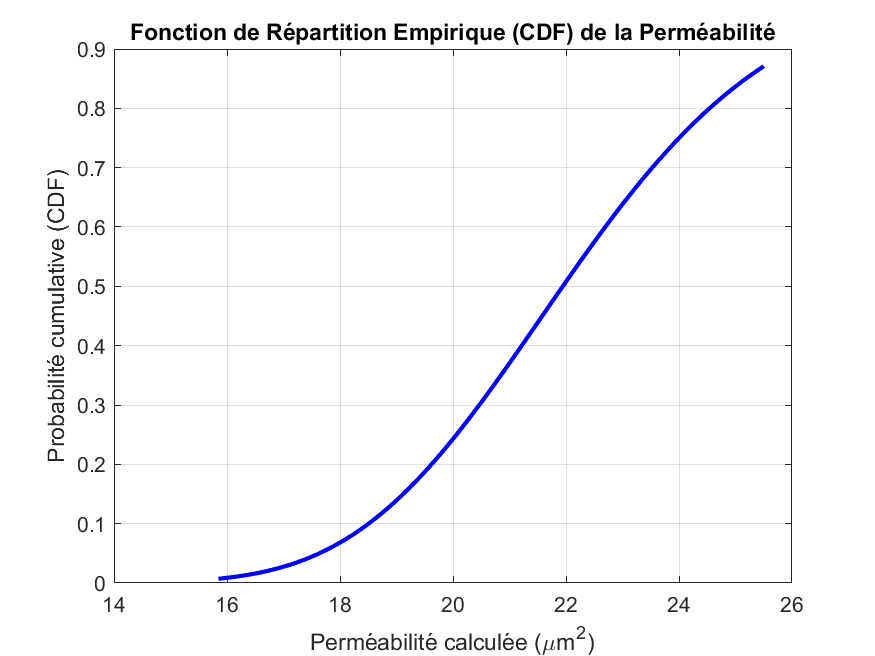 Fonction de Répartition Empirique (CDF) de la Perméabilité
Probabilité cumulative (CDF)
0.9
0.8
0.7
0.6
0.5
0.4
0.3
0.2
0.1
0
14 16 18 20 22 24 26
Perméabilité calculée (μm²)